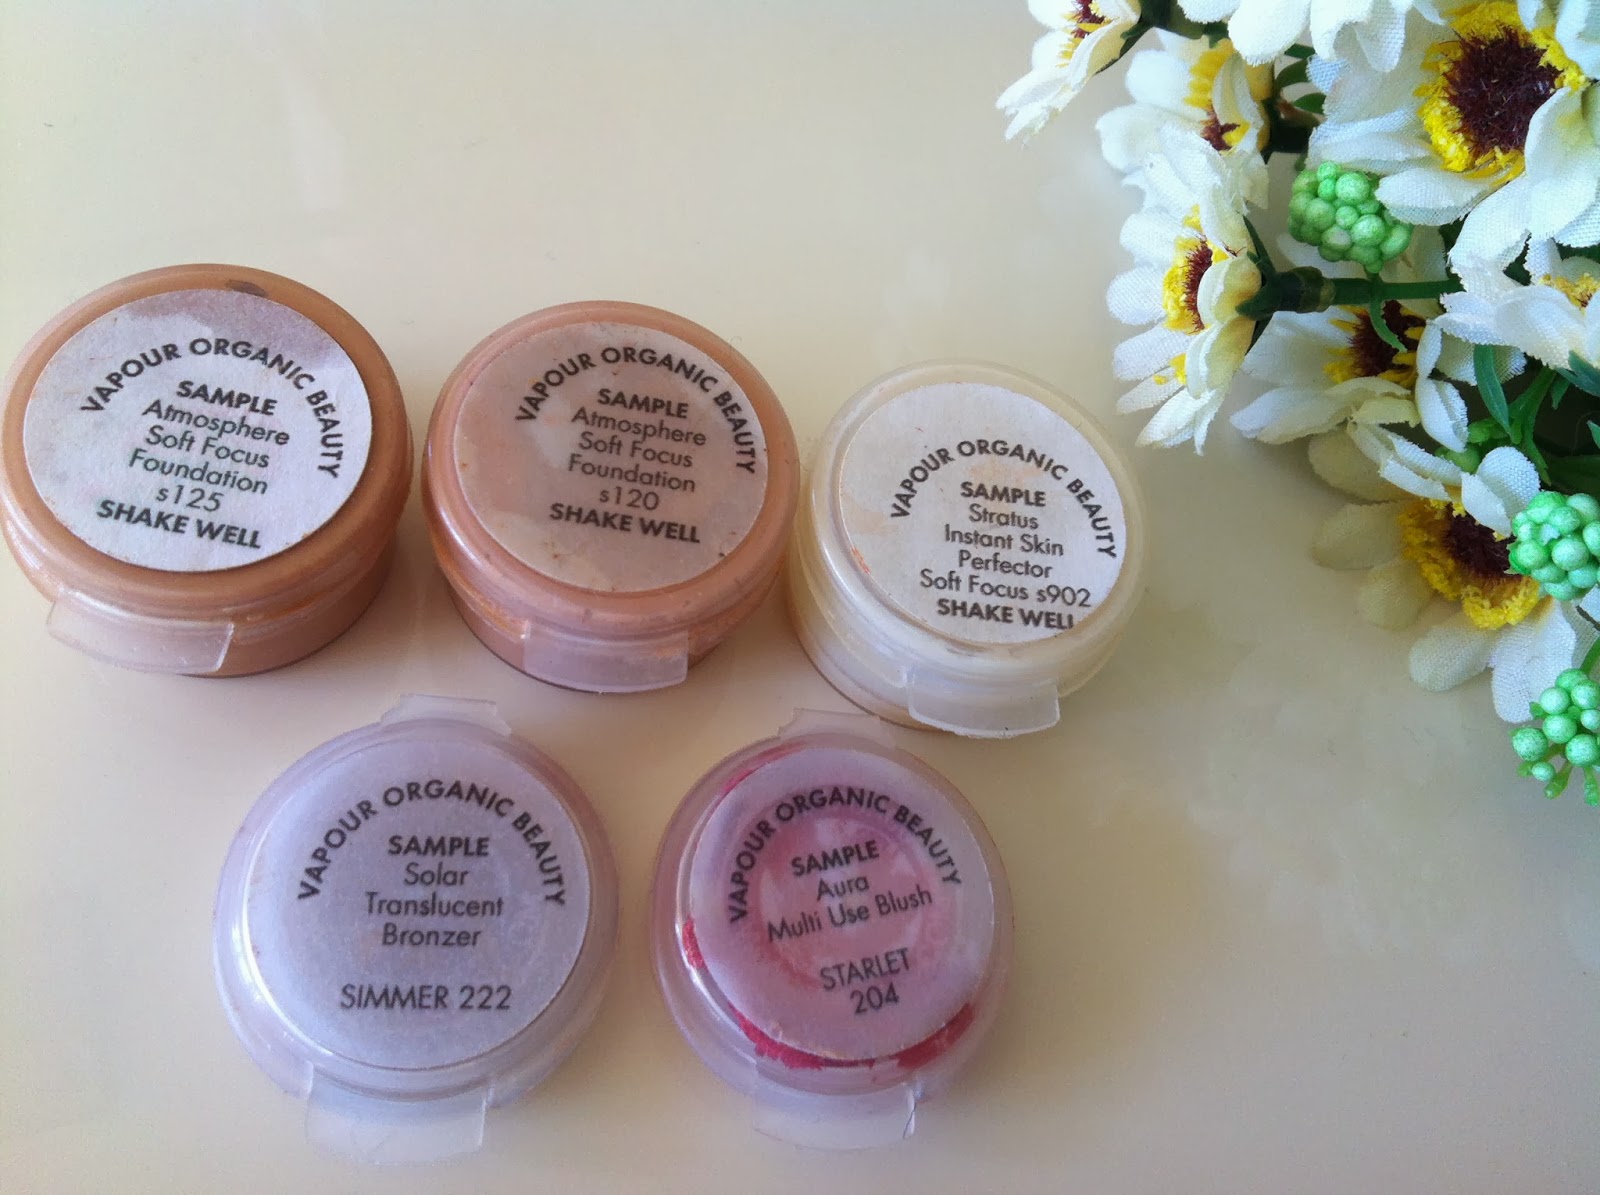 VAPOUR ORGANIC BEAUTY
SAMPLE
Atmosphere
Soft Focus
Foundation
s125
SHAKE WELL
VAPOUR ORGANIC BEAUTY
SAMPLE
Atmosphere
Soft Focus
Foundation
s120
SHAKE WELL
VAPOUR ORGANIC BEAUTY
SAMPLE
Stratus
Instant Skin
Perfector
Soft Focus s902
SHAKE WELL
VAPOUR ORGANIC BEAUTY
SAMPLE
Solar
Translucent
Bronzer
SIMMER 222
VAPOUR ORGANIC BEAUTY
SAMPLE
Aura
Multi Use Blush
STARLET
204